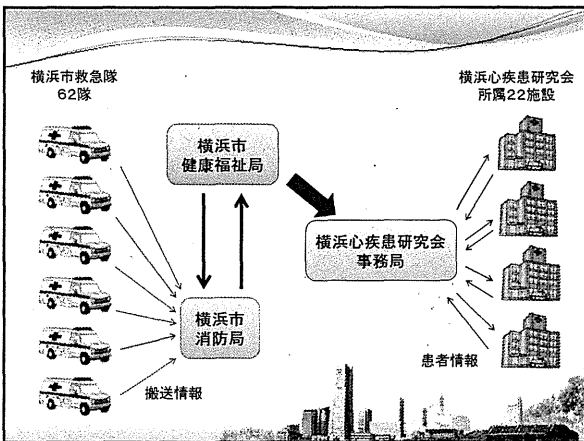 横浜市救急隊
62隊
横浜心疾患研究会
所属22施設
横浜市
健康福祉局
横浜心疾患研究会
事務局
横浜市
消防局
搬送情報
患者情報